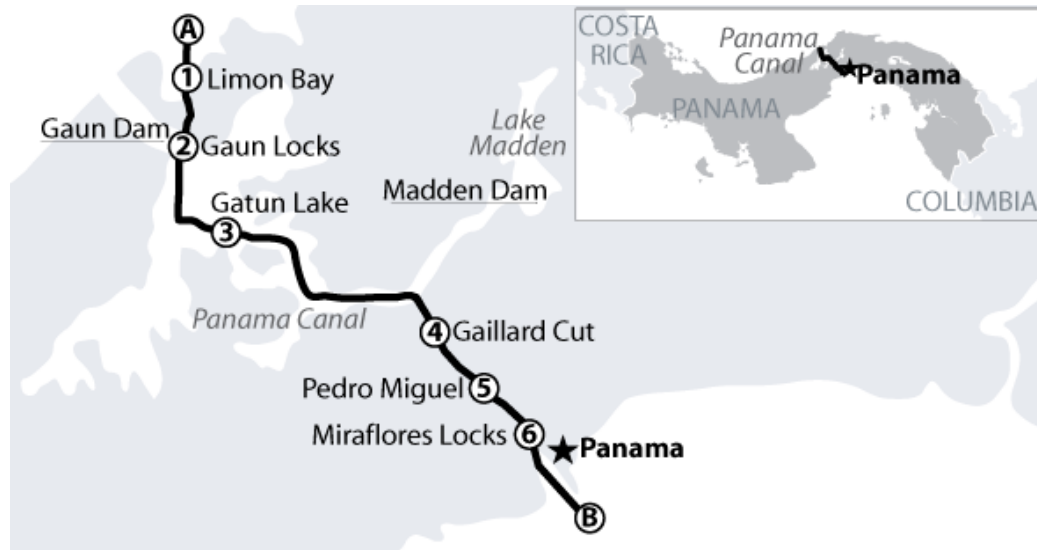 A
1 Limon Bay
Gaun Dam
2 Gaun Locks
Gatun Lake
3
Lake
Madden
Madden Dam
Panama Canal
4 Gaillard Cut
Pedro Miguel 5
Miraflores Locks 6
Panama
B
COSTA
RICA
Panama
Canal
Panama
PANAMA
COLUMBIA